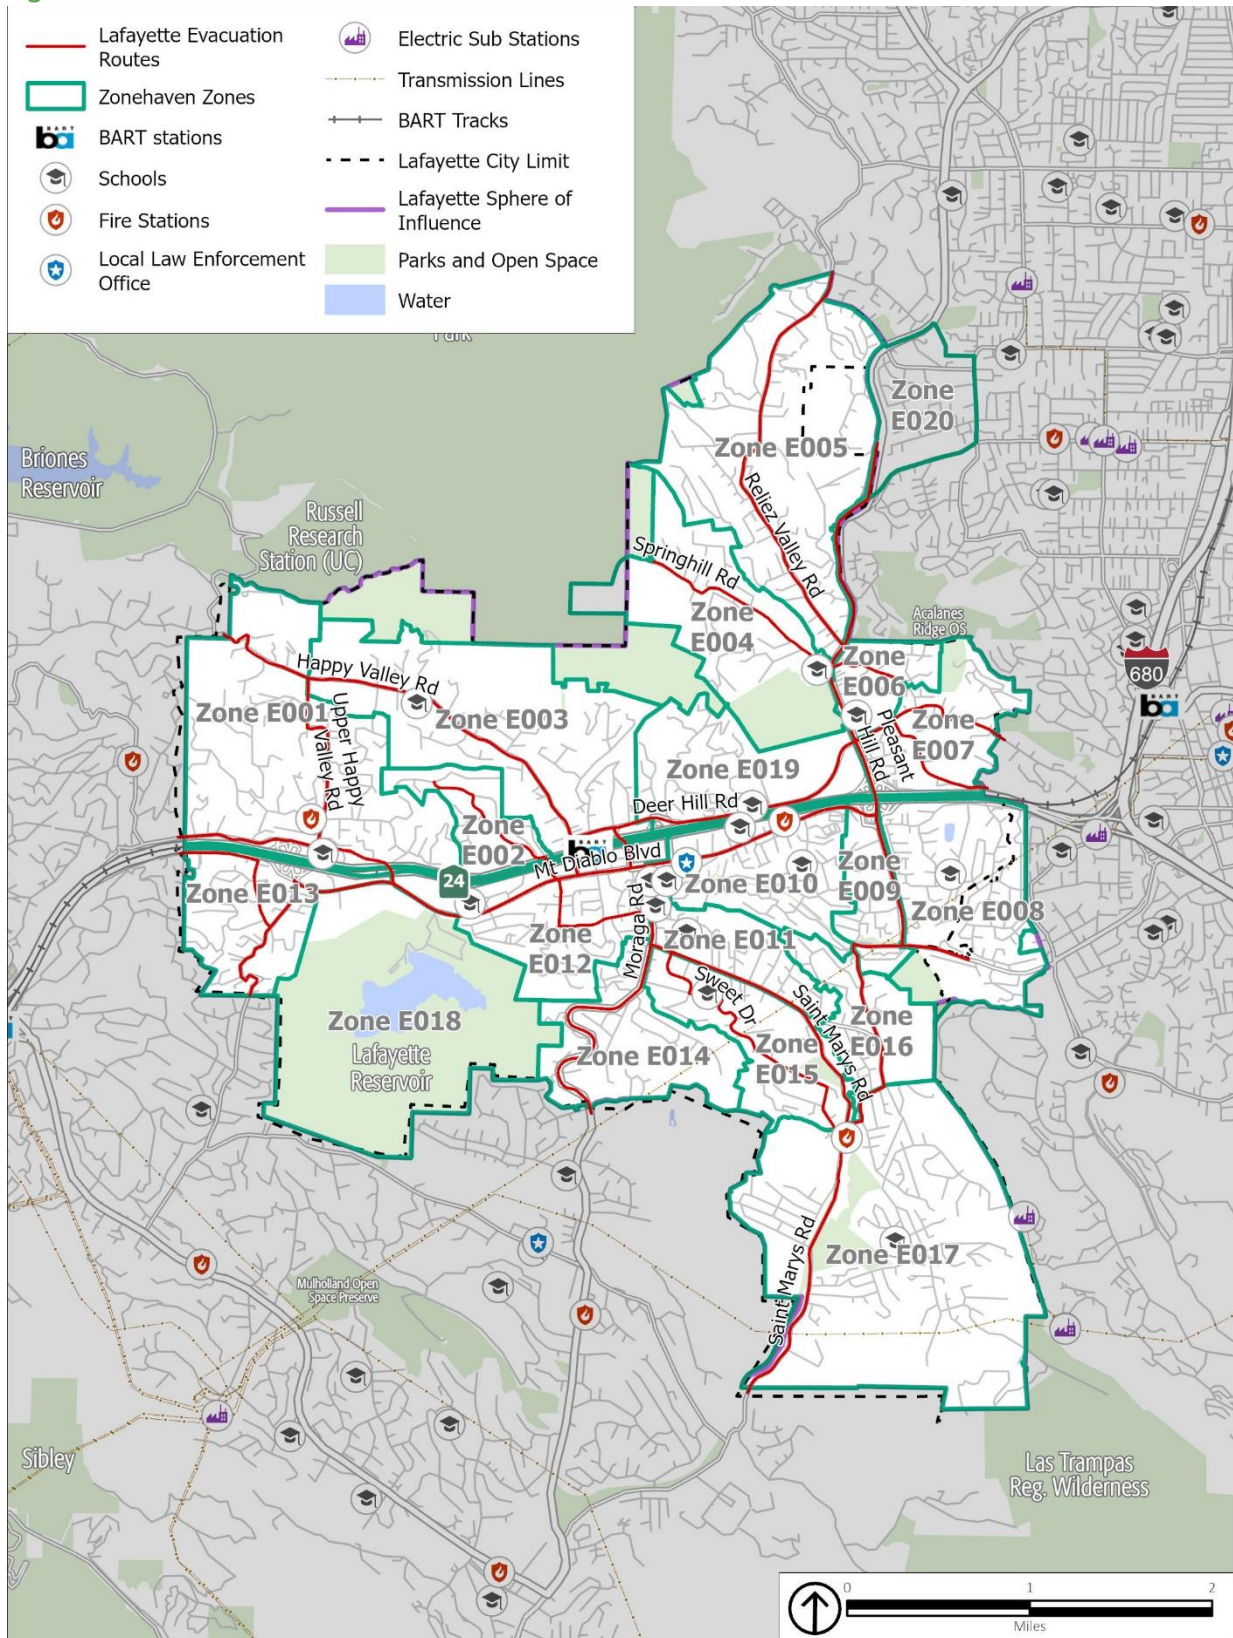 Lafayette Evacuation
Routes
Zonehaven Zones
BART stations
Schools
Fire Stations
Local Law Enforcement
Office
Electric Sub Stations
Transmission Lines
BART Tracks
Lafayette City Limit
Lafayette Sphere of
Influence
Parks and Open Space
Water
Park
Briones
Reservoir
Russell
Research
Station (UC)
Zone
E020
Zone E005
Reliez Valley Rd
Springhill Rd
Zone
E004
Acalanes
Ridge OS
Zone
E006
680
ba
Happy Valley Rd
Zone E001
Upper Happy
Valley Rd
Zone E003
Pleasant
Hill Rd
Zone
E007
Zone E019
Deer Hill Rd
Zone
E002
ba
Mt Diablo Blvd
24
Zone E013
Zone E010
Zone
E009
Zone E008
Zone
E012
Moraga Rd
Zone E011
Sweet Dr
Saint Marys Rd
Zone E018
Lafayette
Reservoir
Zone E014
Zone
E015
Zone
E016
Saint Marys Rd
Zone E017
Mulholland Open
Space Preserve
Sibley
Las Trampas
Reg. Wilderness
0 1 2
Miles